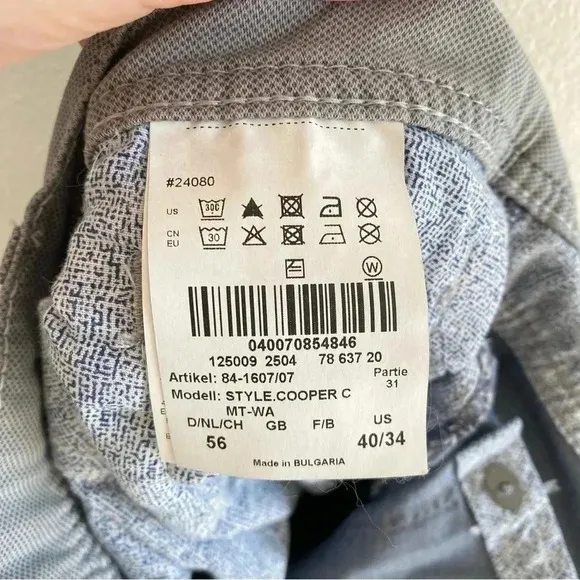 #24080
US 30C
CN
EU 30
W
040070854846
125009 2504 78 637 20
Artikel: 84-1607/07 Partie
31
Modell: STYLE.COOPER C
MT-WA
D/NL/CH GB F/B US
56 40/34
Made in BULGARIA